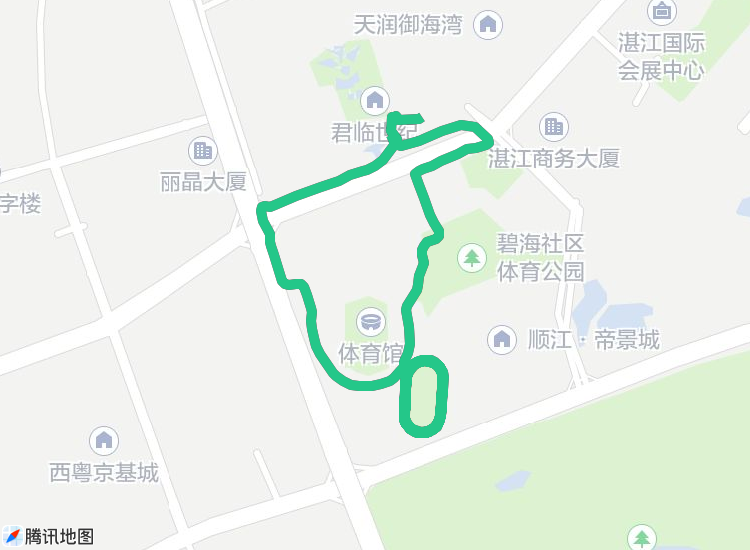 天润御海湾
湛江国际
会展中心
君临世纪
湛江商务大厦
丽晶大厦
字楼
碧海社区
体育公园
体育馆
顺江·帝景城
西粤京基城
腾讯地图